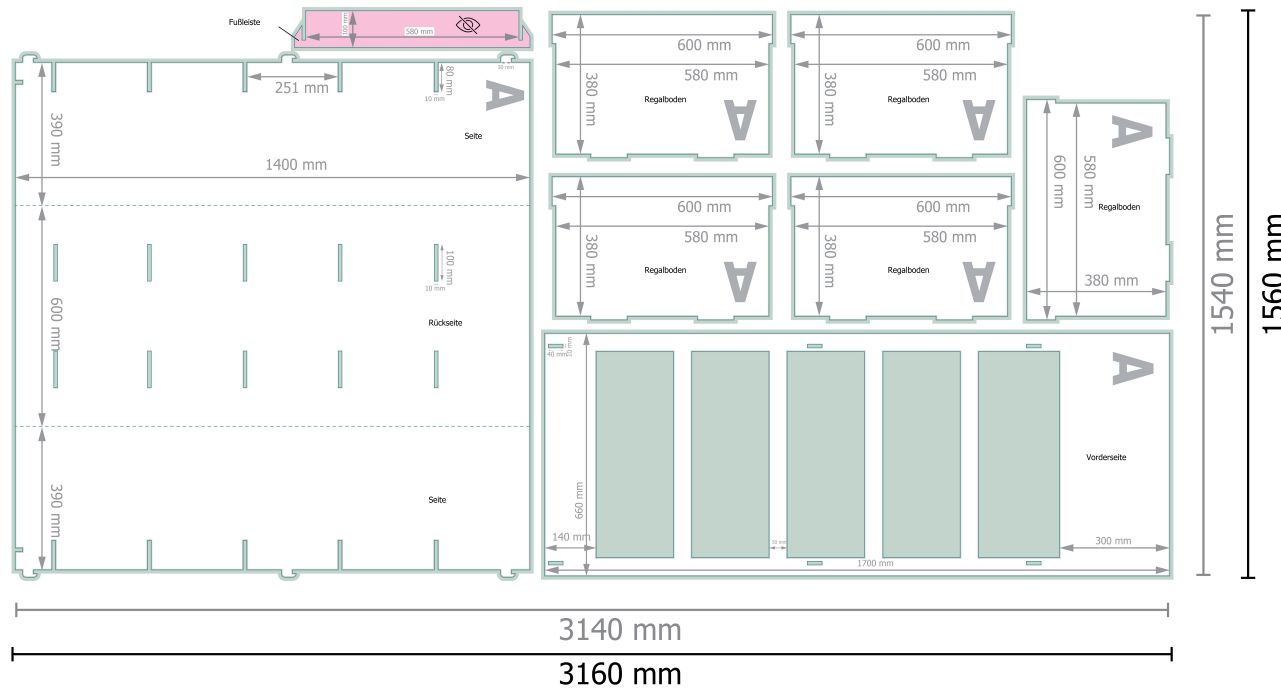 Fußleiste
100 mm
580 mm
600 mm
580 mm
380 mm
Regalboden
A
600 mm
580 mm
380 mm
Regalboden
A
251 mm
80 mm
10 mm
A
Seite
390 mm
1400 mm
A
600 mm
580 mm
Regalboden
380 mm
600 mm
580 mm
380 mm
Regalboden
A
600 mm
580 mm
380 mm
Regalboden
A
100 mm
10 mm
600 mm
Rückseite
390 mm
Seite
40 mm
10 mm
A
Vorderseite
660 mm
140 mm
300 mm
1700 mm
1540 mm
1560 mm
3140 mm
3160 mm